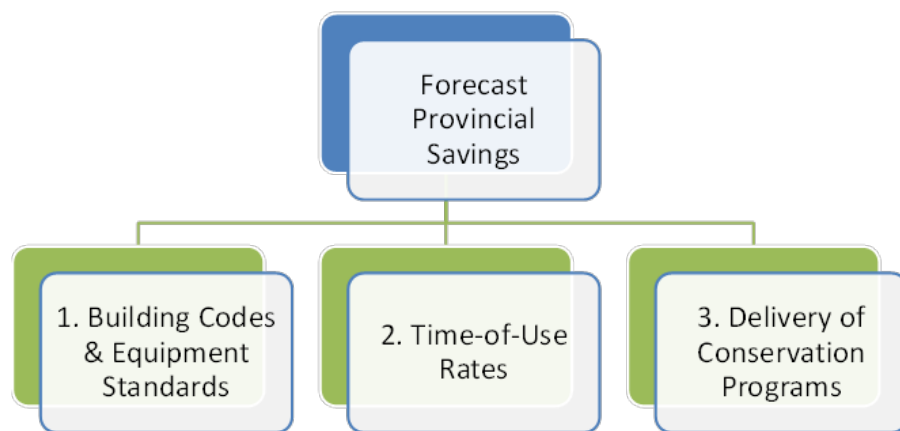 Forecast
Provincial
Savings
1. Building Codes
& Equipment
Standards
2. Time-of-Use
Rates
3. Delivery of
Conservation
Programs